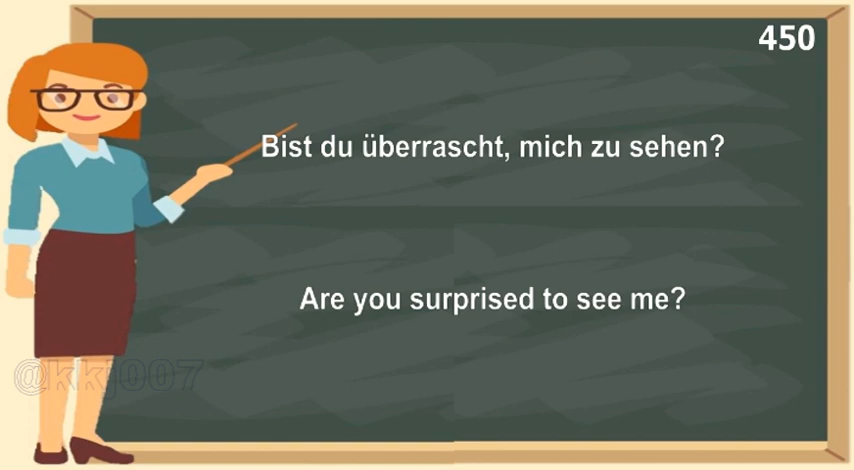 450
Bist du überrascht, mich zu sehen?
Are you surprised to see me?
@kkj007